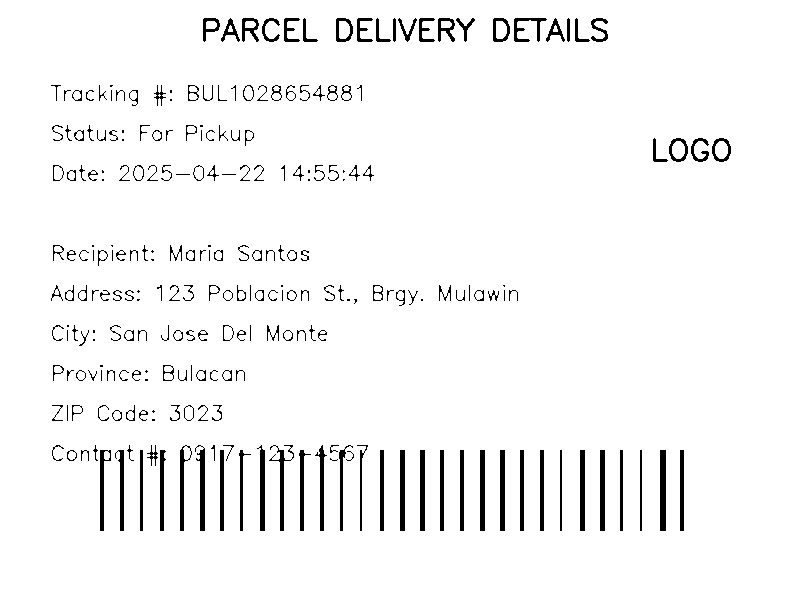 PARCEL DELIVERY DETAILS
Tracking #: BUL1028654881
Status: For Pickup
LOGO
Date: 2025-04-22 14:55:44
Recipient: Maria Santos
Address: 123 Poblacion St., Brgy. Mulawin
City: San Jose Del Monte
Province: Bulacan
ZIP Code: 3023
Contact #: 0917-123-4567